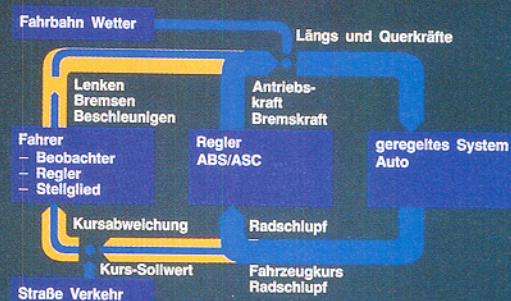 Fahrbahn Wetter
Längs und Querkräfte
Lenken
Bremsen
Beschleunigen
Antriebs-
kraft
Bremskraft
Fahrer
– Beobachter
– Regler
– Stellglied
Regler
ABS/ASC
geregeltes System
Auto
Kursabweichung
Radschlupf
Kurs-Sollwert
Fahrzeugkurs
Radschlupf
Straße Verkehr